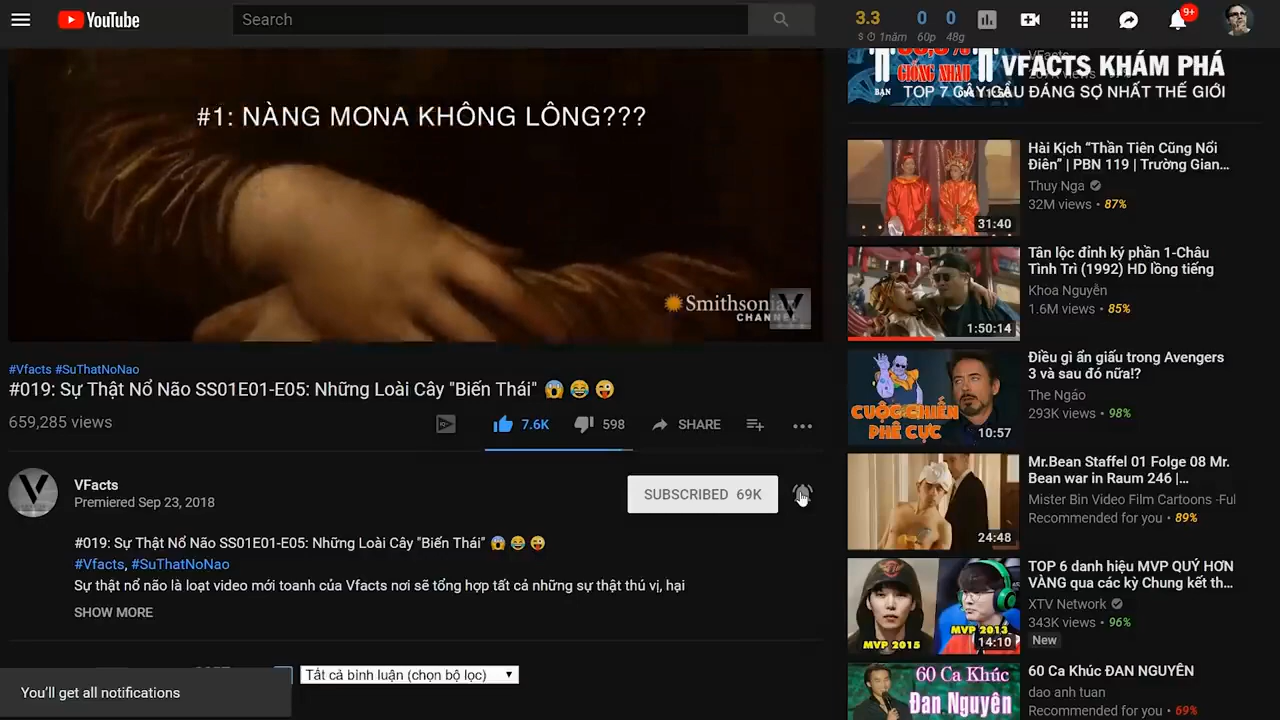 YouTube
Search
3.3
0
0
$ 1năm
60p
48g
9+
#1: NÀNG MONA KHÔNG LÔNG???
Smithsonian
CHANNEL
V
#Vfacts #SuThatNoNao
#019: Sự Thật Nổ Não SS01E01-E05: Những Loài Cây "Biến Thái" 😱 😂 😜
659,285 views
7.6K
598
SHARE
V
VFacts
Premiered Sep 23, 2018
SUBSCRIBED 69K
#019: Sự Thật Nổ Não SS01E01-E05: Những Loài Cây "Biến Thái" 😱 😂 😜
#Vfacts, #SuThatNoNao
Sự thật nổ não là loạt video mới toanh của Vfacts nơi sẽ tổng hợp tất cả những sự thật thú vị, hại
SHOW MORE
Tất cả bình luận (chọn bộ lọc)
You'll get all notifications
VFacts
VFACTS KHÁM PHÁ
TOP 7 CÂY CẦU ĐÁNG SỢ NHẤT THẾ GIỚI
GIỐNG NHAU
BẠN
Hài Kịch “Thần Tiên Cũng Nổi
Điên” | PBN 119 | Trường Gian...
Thuy Nga
32M views • 87%
31:40
Tân lộc đỉnh ký phần 1-Châu
Tinh Trì (1992) HD lồng tiếng
Khoa Nguyễn
1.6M views • 85%
1:50:14
Điều gì ẩn giấu trong Avengers
3 và sau đó nữa!?
The Ngáo
293K views • 98%
CUỘC CHIẾN
PHÊ CỰC
10:57
Mr.Bean Staffel 01 Folge 08 Mr.
Bean war in Raum 246 |...
Mister Bin Video Film Cartoons -Ful
Recommended for you • 89%
24:48
TOP 6 danh hiệu MVP QUÝ HƠN
VÀNG qua các kỳ Chung kết th...
XTV Network
343K views • 96%
New
MVP 2015
MVP 2013
14:10
60 Ca Khúc ĐAN NGUYÊN
dao anh tuan
Recommended for you • 69%
60 Ca Khúc
Đan Nguyên